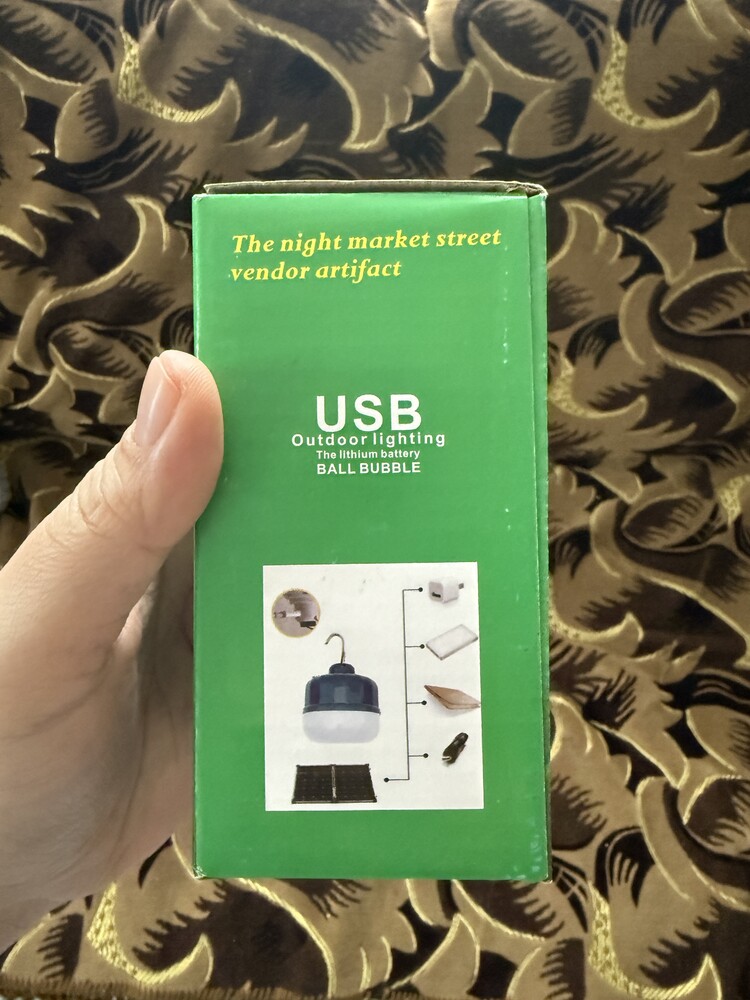 The night market street
vendor artifact
USB
Outdoor lighting
The lithium battery
BALL BUBBLE